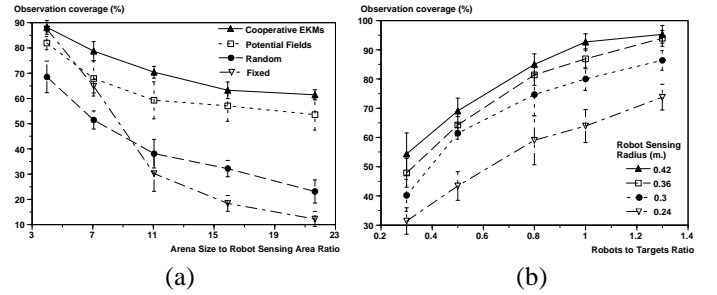 Observation coverage (%)
90
80
70
60
50
40
30
20
10
3
7
11
15
19
23
Cooperative EKMs
Potential Fields
Random
Fixed
Arena Size to Robot Sensing Area Ratio
(a)
Observation coverage (%)
100
90
80
70
60
50
40
30
0.2
0.4
0.6
0.8
1
1.2
1.4
Robot Sensing
Radius (m.)
0.42
0.36
0.3
0.24
Robots to Targets Ratio
(b)